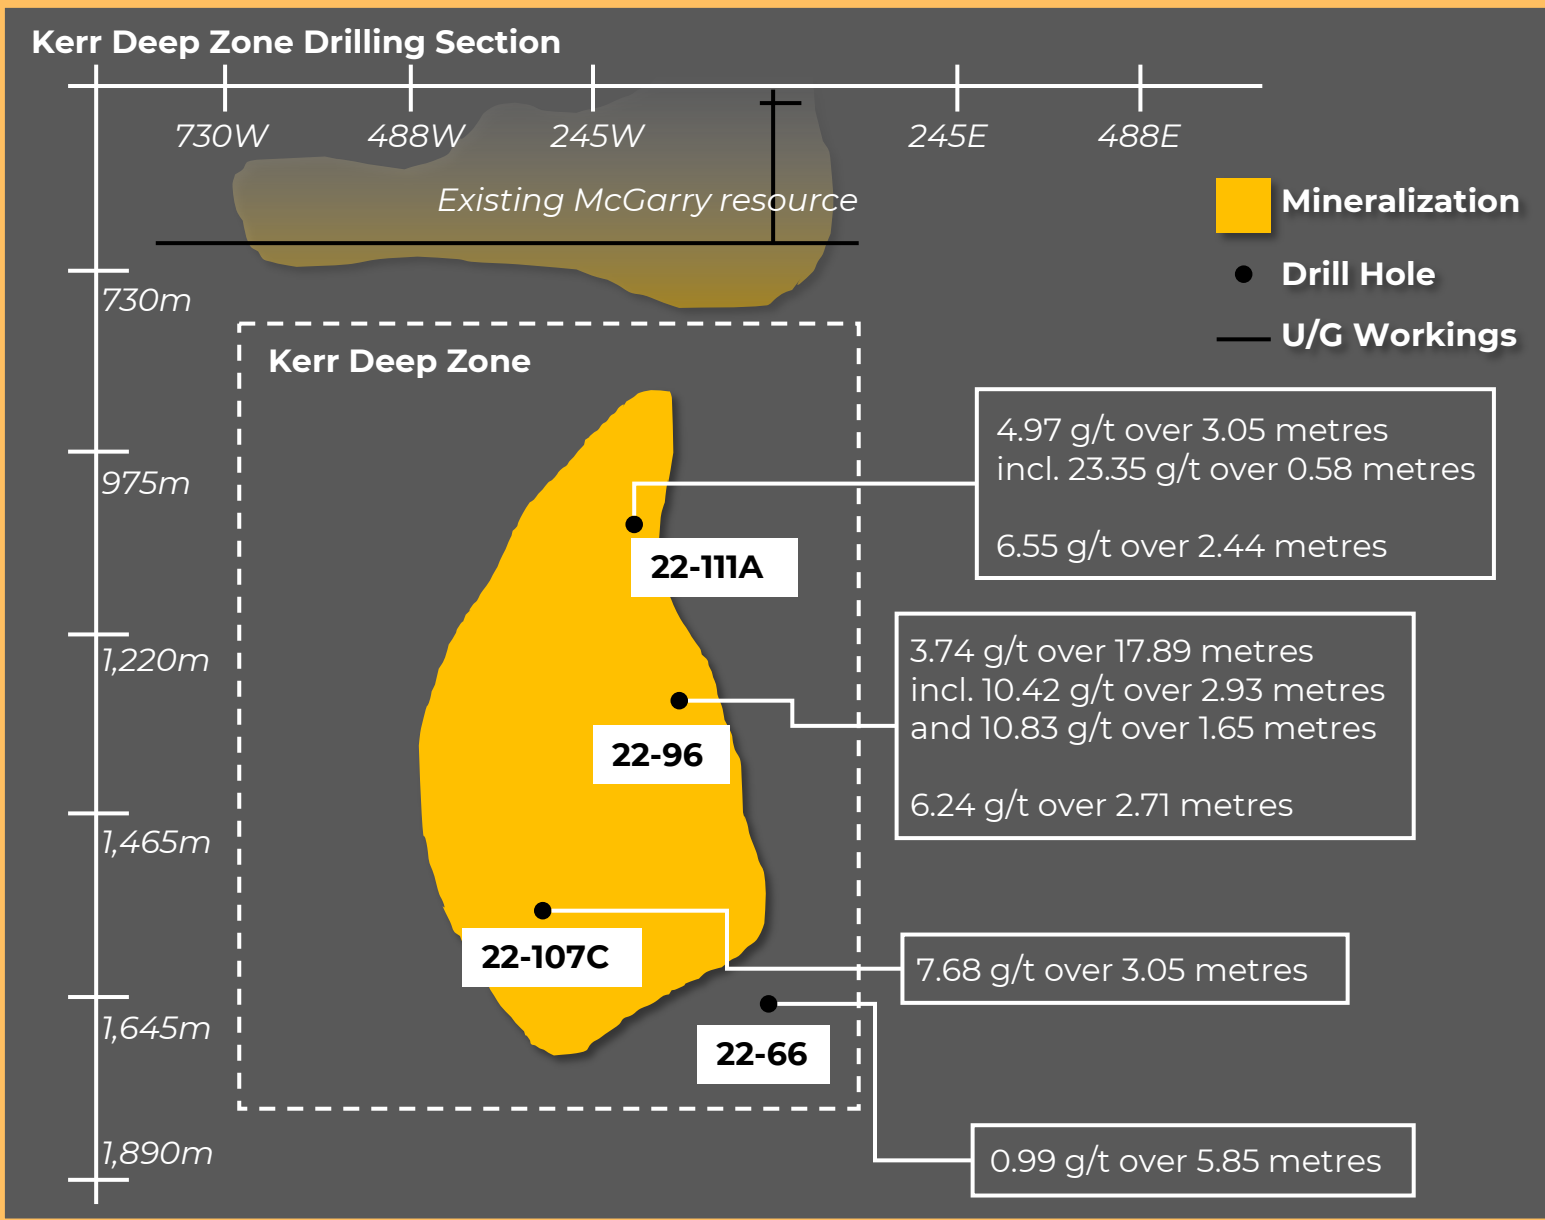 Kerr Deep Zone Drilling Section
730W
488W
245W
245E
488E
Existing McGarry resource
Mineralization
Drill Hole
U/G Workings
730m
975m
1,220m
1,465m
1,645m
1,890m
Kerr Deep Zone
4.97 g/t over 3.05 metres
incl. 23.35 g/t over 0.58 metres
6.55 g/t over 2.44 metres
22-111A
3.74 g/t over 17.89 metres
incl. 10.42 g/t over 2.93 metres
and 10.83 g/t over 1.65 metres
6.24 g/t over 2.71 metres
22-96
22-107C
7.68 g/t over 3.05 metres
22-66
0.99 g/t over 5.85 metres